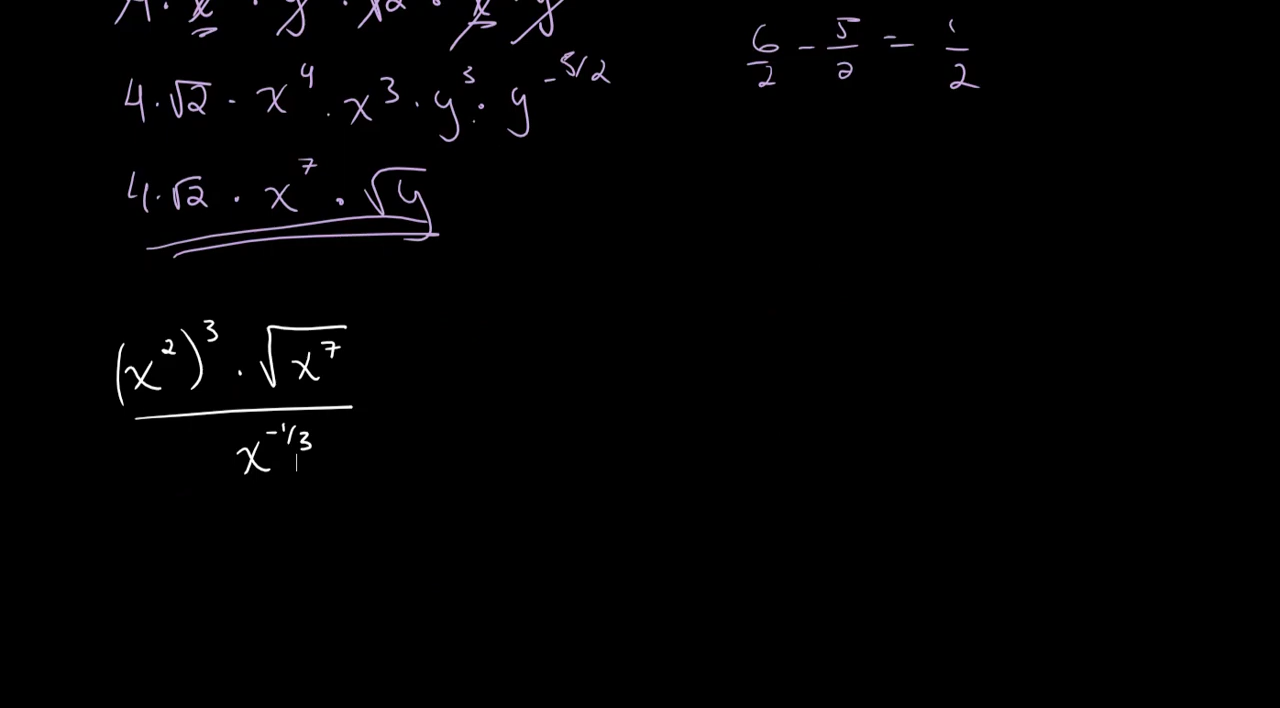 6/2 - 5/2 = 1/2
4·√2 · x⁴ · x³ · y³ · y^(-5/2)
4·√2 · x⁷ · √y
(x²)³ · √(x⁷)
x^(-1/3)